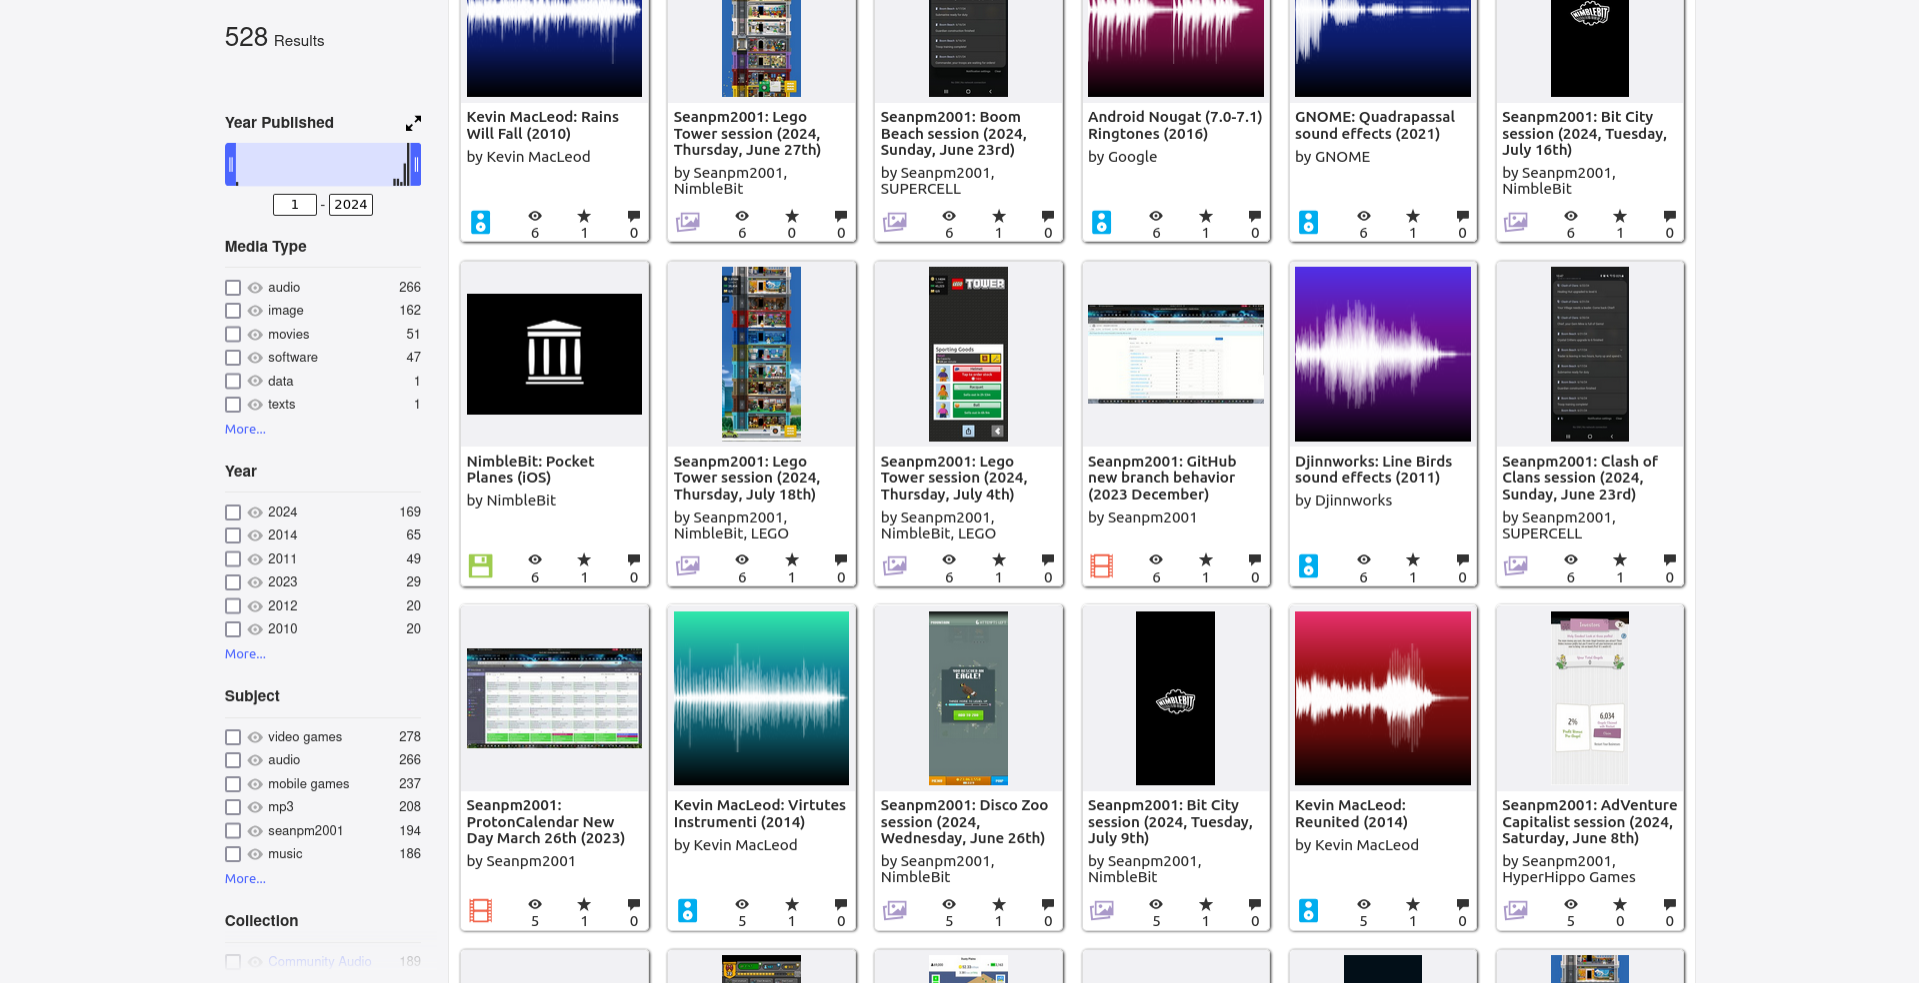 528 Results
Year Published
1 - 2024
Media Type
audio 266
image 162
movies 51
software 47
data 1
texts 1
More...
Year
2024 169
2014 65
2011 49
2023 29
2012 20
2010 20
More...
Subject
video games 278
audio 266
mobile games 237
mp3 208
seanpm2001 194
music 186
More...
Collection
Community Audio 189
Kevin MacLeod: Rains
Will Fall (2010)
by Kevin MacLeod
6 1 0
Seanpm2001: Lego
Tower session (2024,
Thursday, June 27th)
by Seanpm2001,
NimbleBit
6 0 0
Seanpm2001: Boom
Beach session (2024,
Sunday, June 23rd)
by Seanpm2001,
SUPERCELL
6 1 0
Android Nougat (7.0-7.1)
Ringtones (2016)
by Google
6 1 0
GNOME: Quadrapassal
sound effects (2021)
by GNOME
6 1 0
NIMBLEBIT
Seanpm2001: Bit City
session (2024, Tuesday,
July 16th)
by Seanpm2001,
NimbleBit
6 1 0
NimbleBit: Pocket
Planes (iOS)
by NimbleBit
6 1 0
Seanpm2001: Lego
Tower session (2024,
Thursday, July 18th)
by Seanpm2001,
NimbleBit, LEGO
6 1 0
LEGO TOWER
Sporting Goods
Seanpm2001: Lego
Tower session (2024,
Thursday, July 4th)
by Seanpm2001,
NimbleBit, LEGO
6 1 0
Seanpm2001: GitHub
new branch behavior
(2023 December)
by Seanpm2001
6 1 0
Djinnworks: Line Birds
sound effects (2011)
by Djinnworks
6 1 0
Seanpm2001: Clash of
Clans session (2024,
Sunday, June 23rd)
by Seanpm2001,
SUPERCELL
6 1 0
Seanpm2001:
ProtonCalendar New
Day March 26th (2023)
by Seanpm2001
5 1 0
Kevin MacLeod: Virtutes
Instrumenti (2014)
by Kevin MacLeod
5 1 0
EAGLE!
Seanpm2001: Disco Zoo
session (2024,
Wednesday, June 26th)
by Seanpm2001,
NimbleBit
5 1 0
NIMBLEBIT
Seanpm2001: Bit City
session (2024, Tuesday,
July 9th)
by Seanpm2001,
NimbleBit
5 1 0
Kevin MacLeod:
Reunited (2014)
by Kevin MacLeod
5 1 0
2%
6,034
Seanpm2001: AdVenture
Capitalist session (2024,
Saturday, June 8th)
by Seanpm2001,
HyperHippo Games
5 0 0